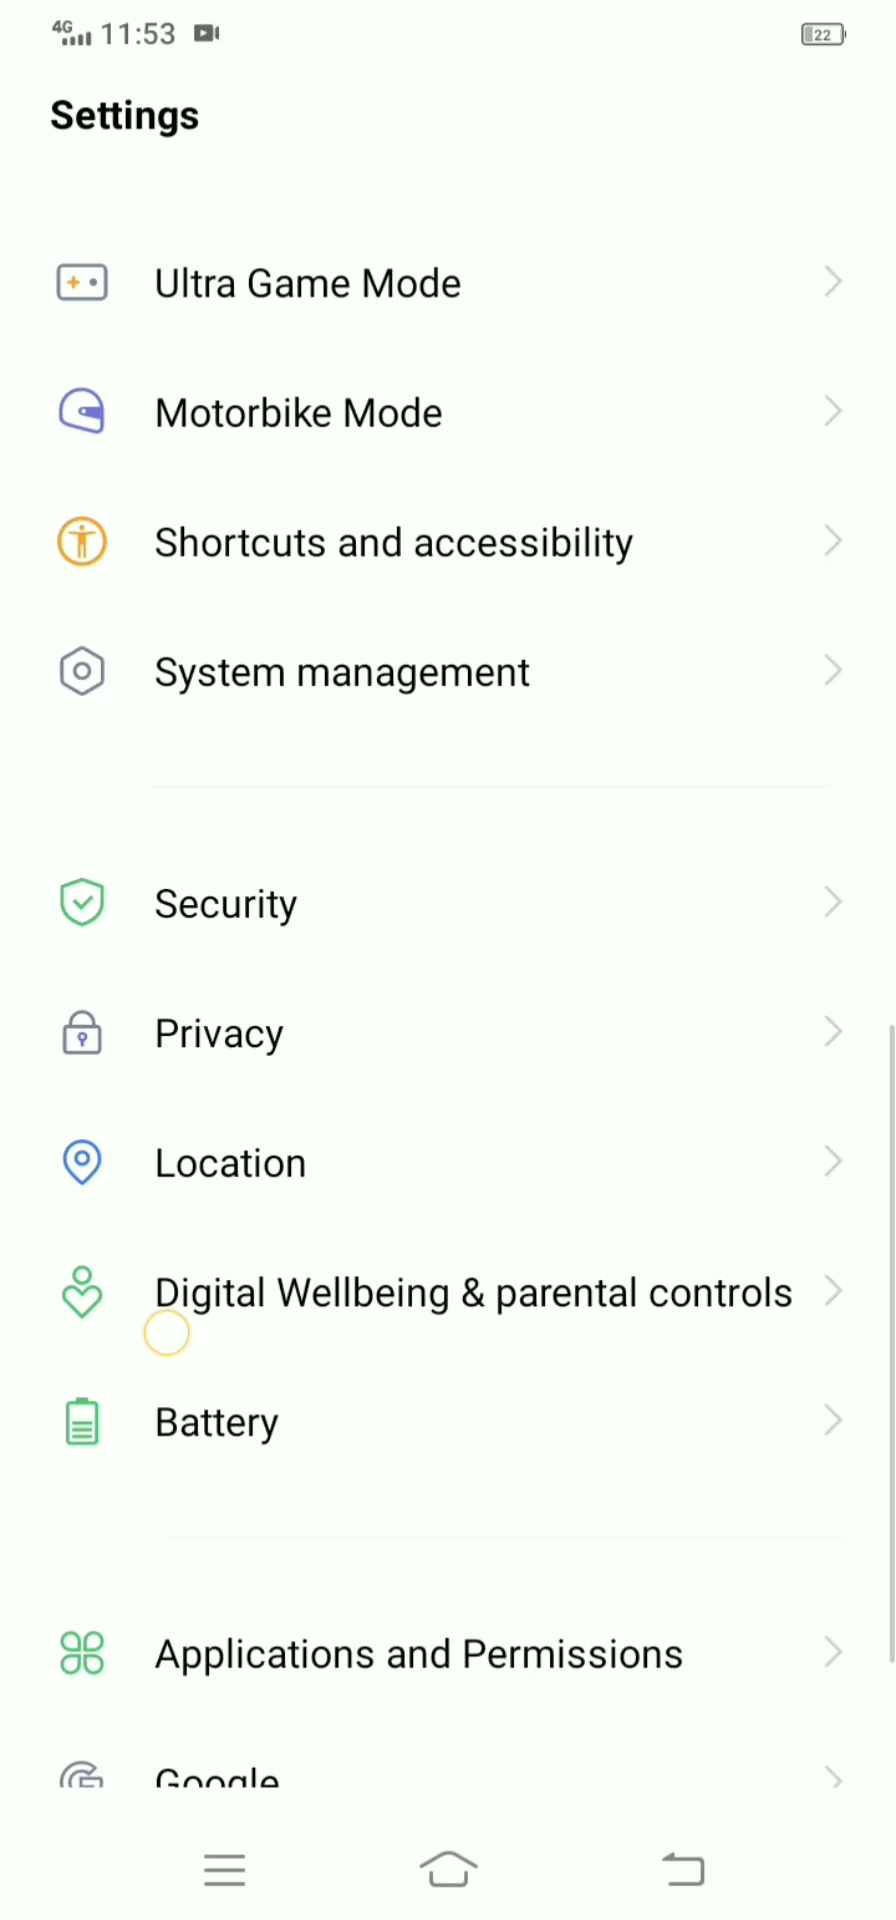 4G 11:53 22
Settings
Ultra Game Mode
Motorbike Mode
Shortcuts and accessibility
System management
Security
Privacy
Location
Digital Wellbeing & parental controls
Battery
Applications and Permissions
Google